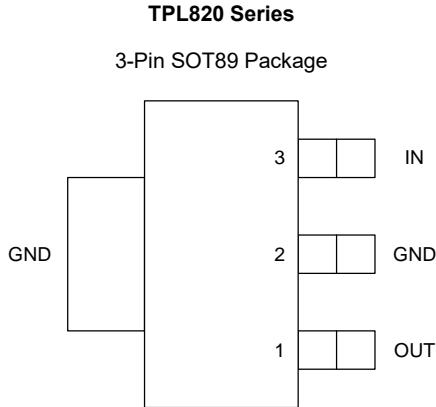 TPL820 Series
3-Pin SOT89 Package
3 IN
GND 2 GND
1 OUT